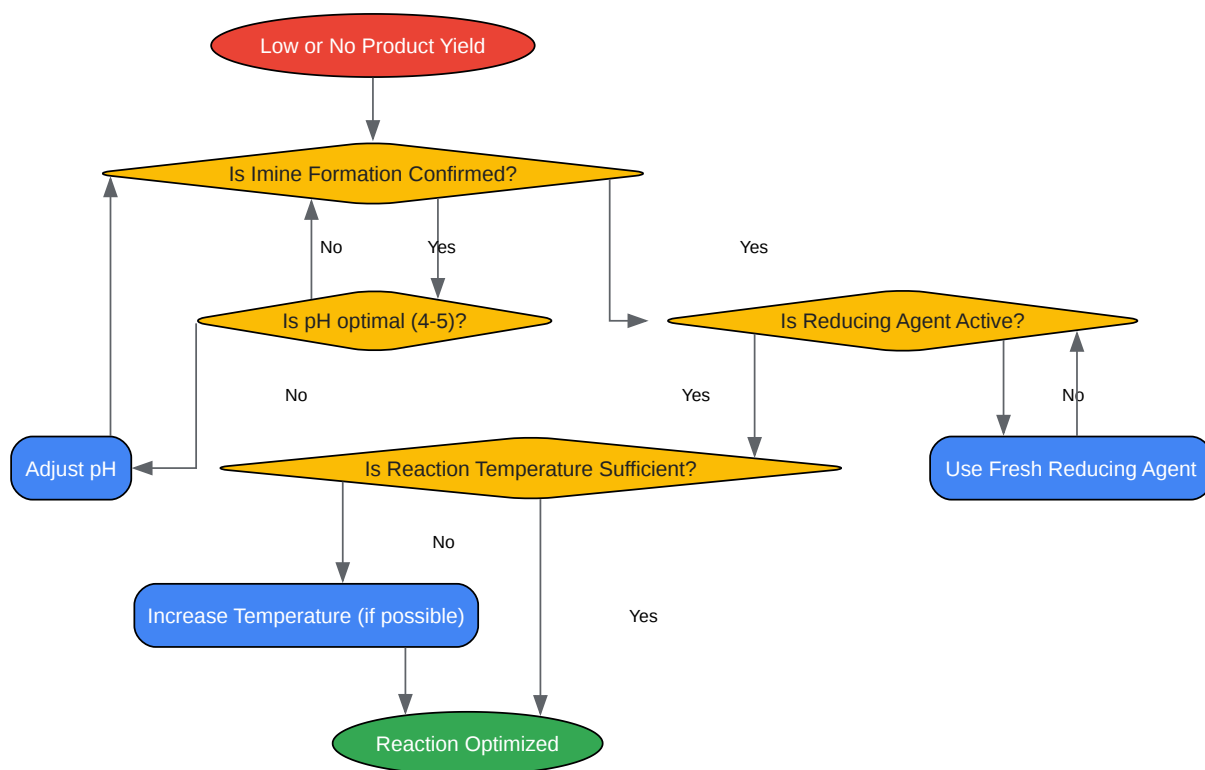 Low or No Product Yield
Is Imine Formation Confirmed?
No
Yes
Yes
Is pH optimal (4-5)?
Is Reducing Agent Active?
No
Yes
No
Adjust pH
Is Reaction Temperature Sufficient?
Use Fresh Reducing Agent
No
Increase Temperature (if possible)
Yes
Reaction Optimized